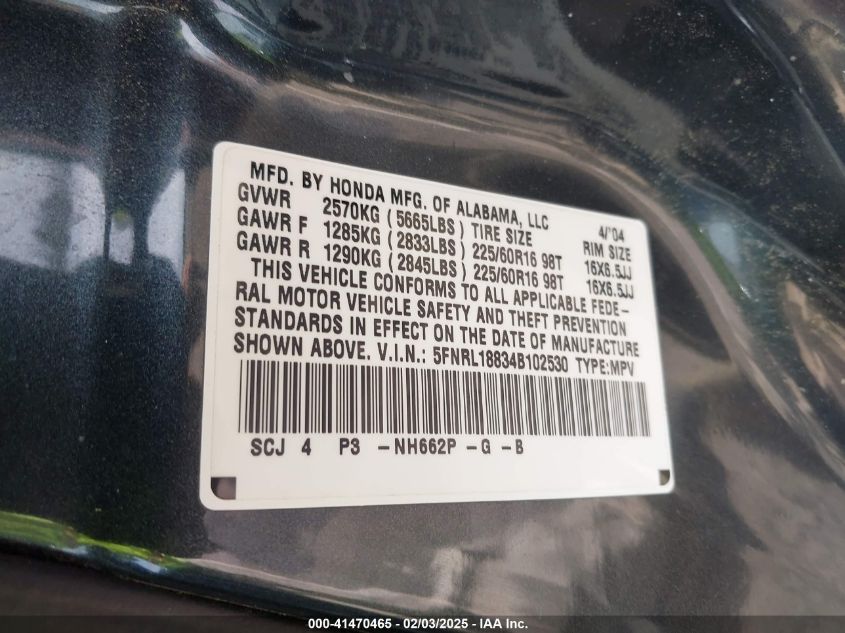 MFD. BY HONDA MFG. OF ALABAMA, LLC 4/'04
GVWR 2570KG (5665LBS) TIRE SIZE RIM SIZE
GAWR F 1285KG (2833LBS) 225/60R16 98T 16X6.5JJ
GAWR R 1290KG (2845LBS) 225/60R16 98T 16X6.5JJ
THIS VEHICLE CONFORMS TO ALL APPLICABLE FEDE-
RAL MOTOR VEHICLE SAFETY AND THEFT PREVENTION
STANDARDS IN EFFECT ON THE DATE OF MANUFACTURE
SHOWN ABOVE. V.I.N.: 5FNRL18834B102530 TYPE:MPV
SCJ 4 P3 -NH662P -G -B
000-41470465 - 02/03/2025 - IAA Inc.